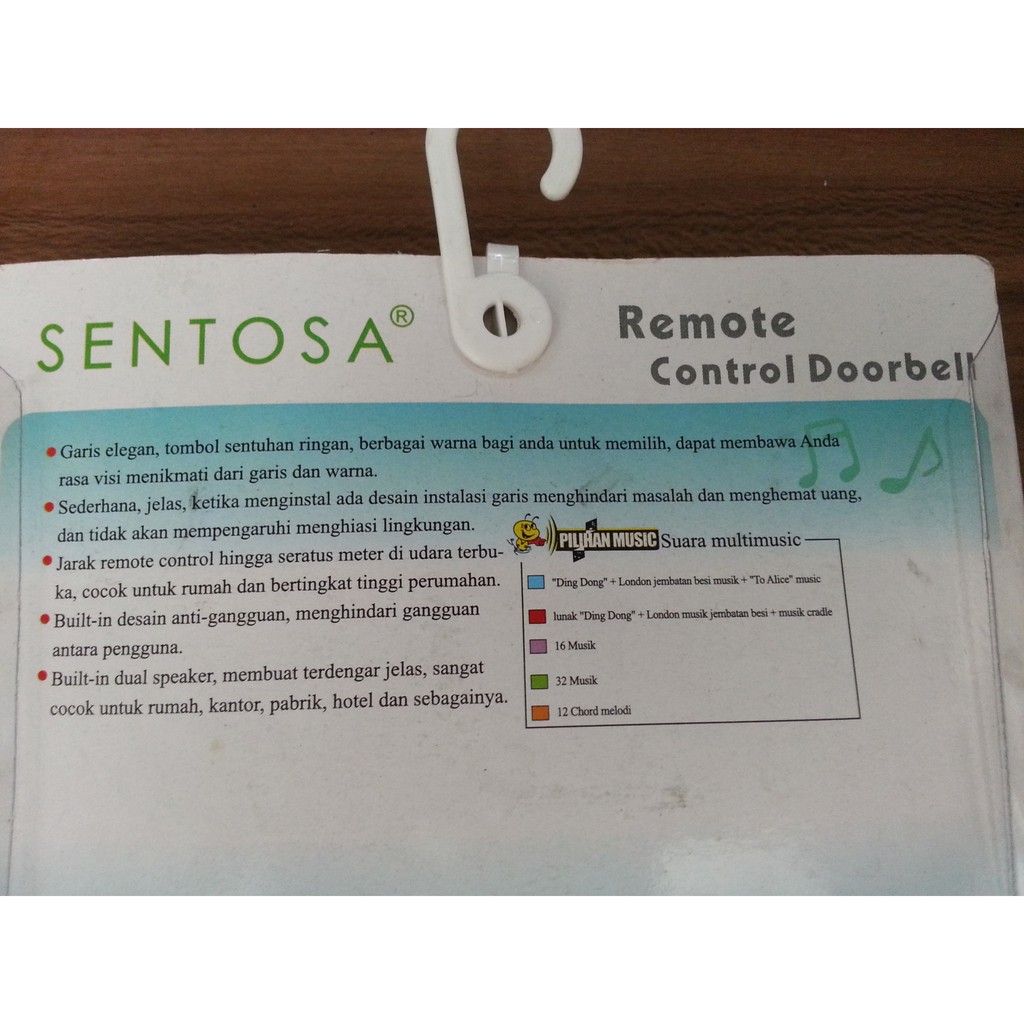 SENTOSA®
Remote
Control Doorbell
• Garis elegan, tombol sentuhan ringan, berbagai warna bagi anda untuk memilih, dapat membawa Anda
rasa visi menikmati dari garis dan warna.
• Sederhana, jelas, ketika menginstal ada desain instalasi garis menghindari masalah dan menghemat uang,
dan tidak akan mempengaruhi menghiasi lingkungan.
• Jarak remote control hingga seratus meter di udara terbu-
ka, cocok untuk rumah dan bertingkat tinggi perumahan.
• Built-in desain anti-gangguan, menghindari gangguan
antara pengguna.
• Built-in dual speaker, membuat terdengar jelas, sangat
cocok untuk rumah, kantor, pabrik, hotel dan sebagainya.
PILIHAN MUSIC Suara multimusic
"Ding Dong" + London jembatan besi musik + "To Alice" music
lunak "Ding Dong" + London musik jembatan besi + musik cradle
16 Musik
32 Musik
12 Chord melodi